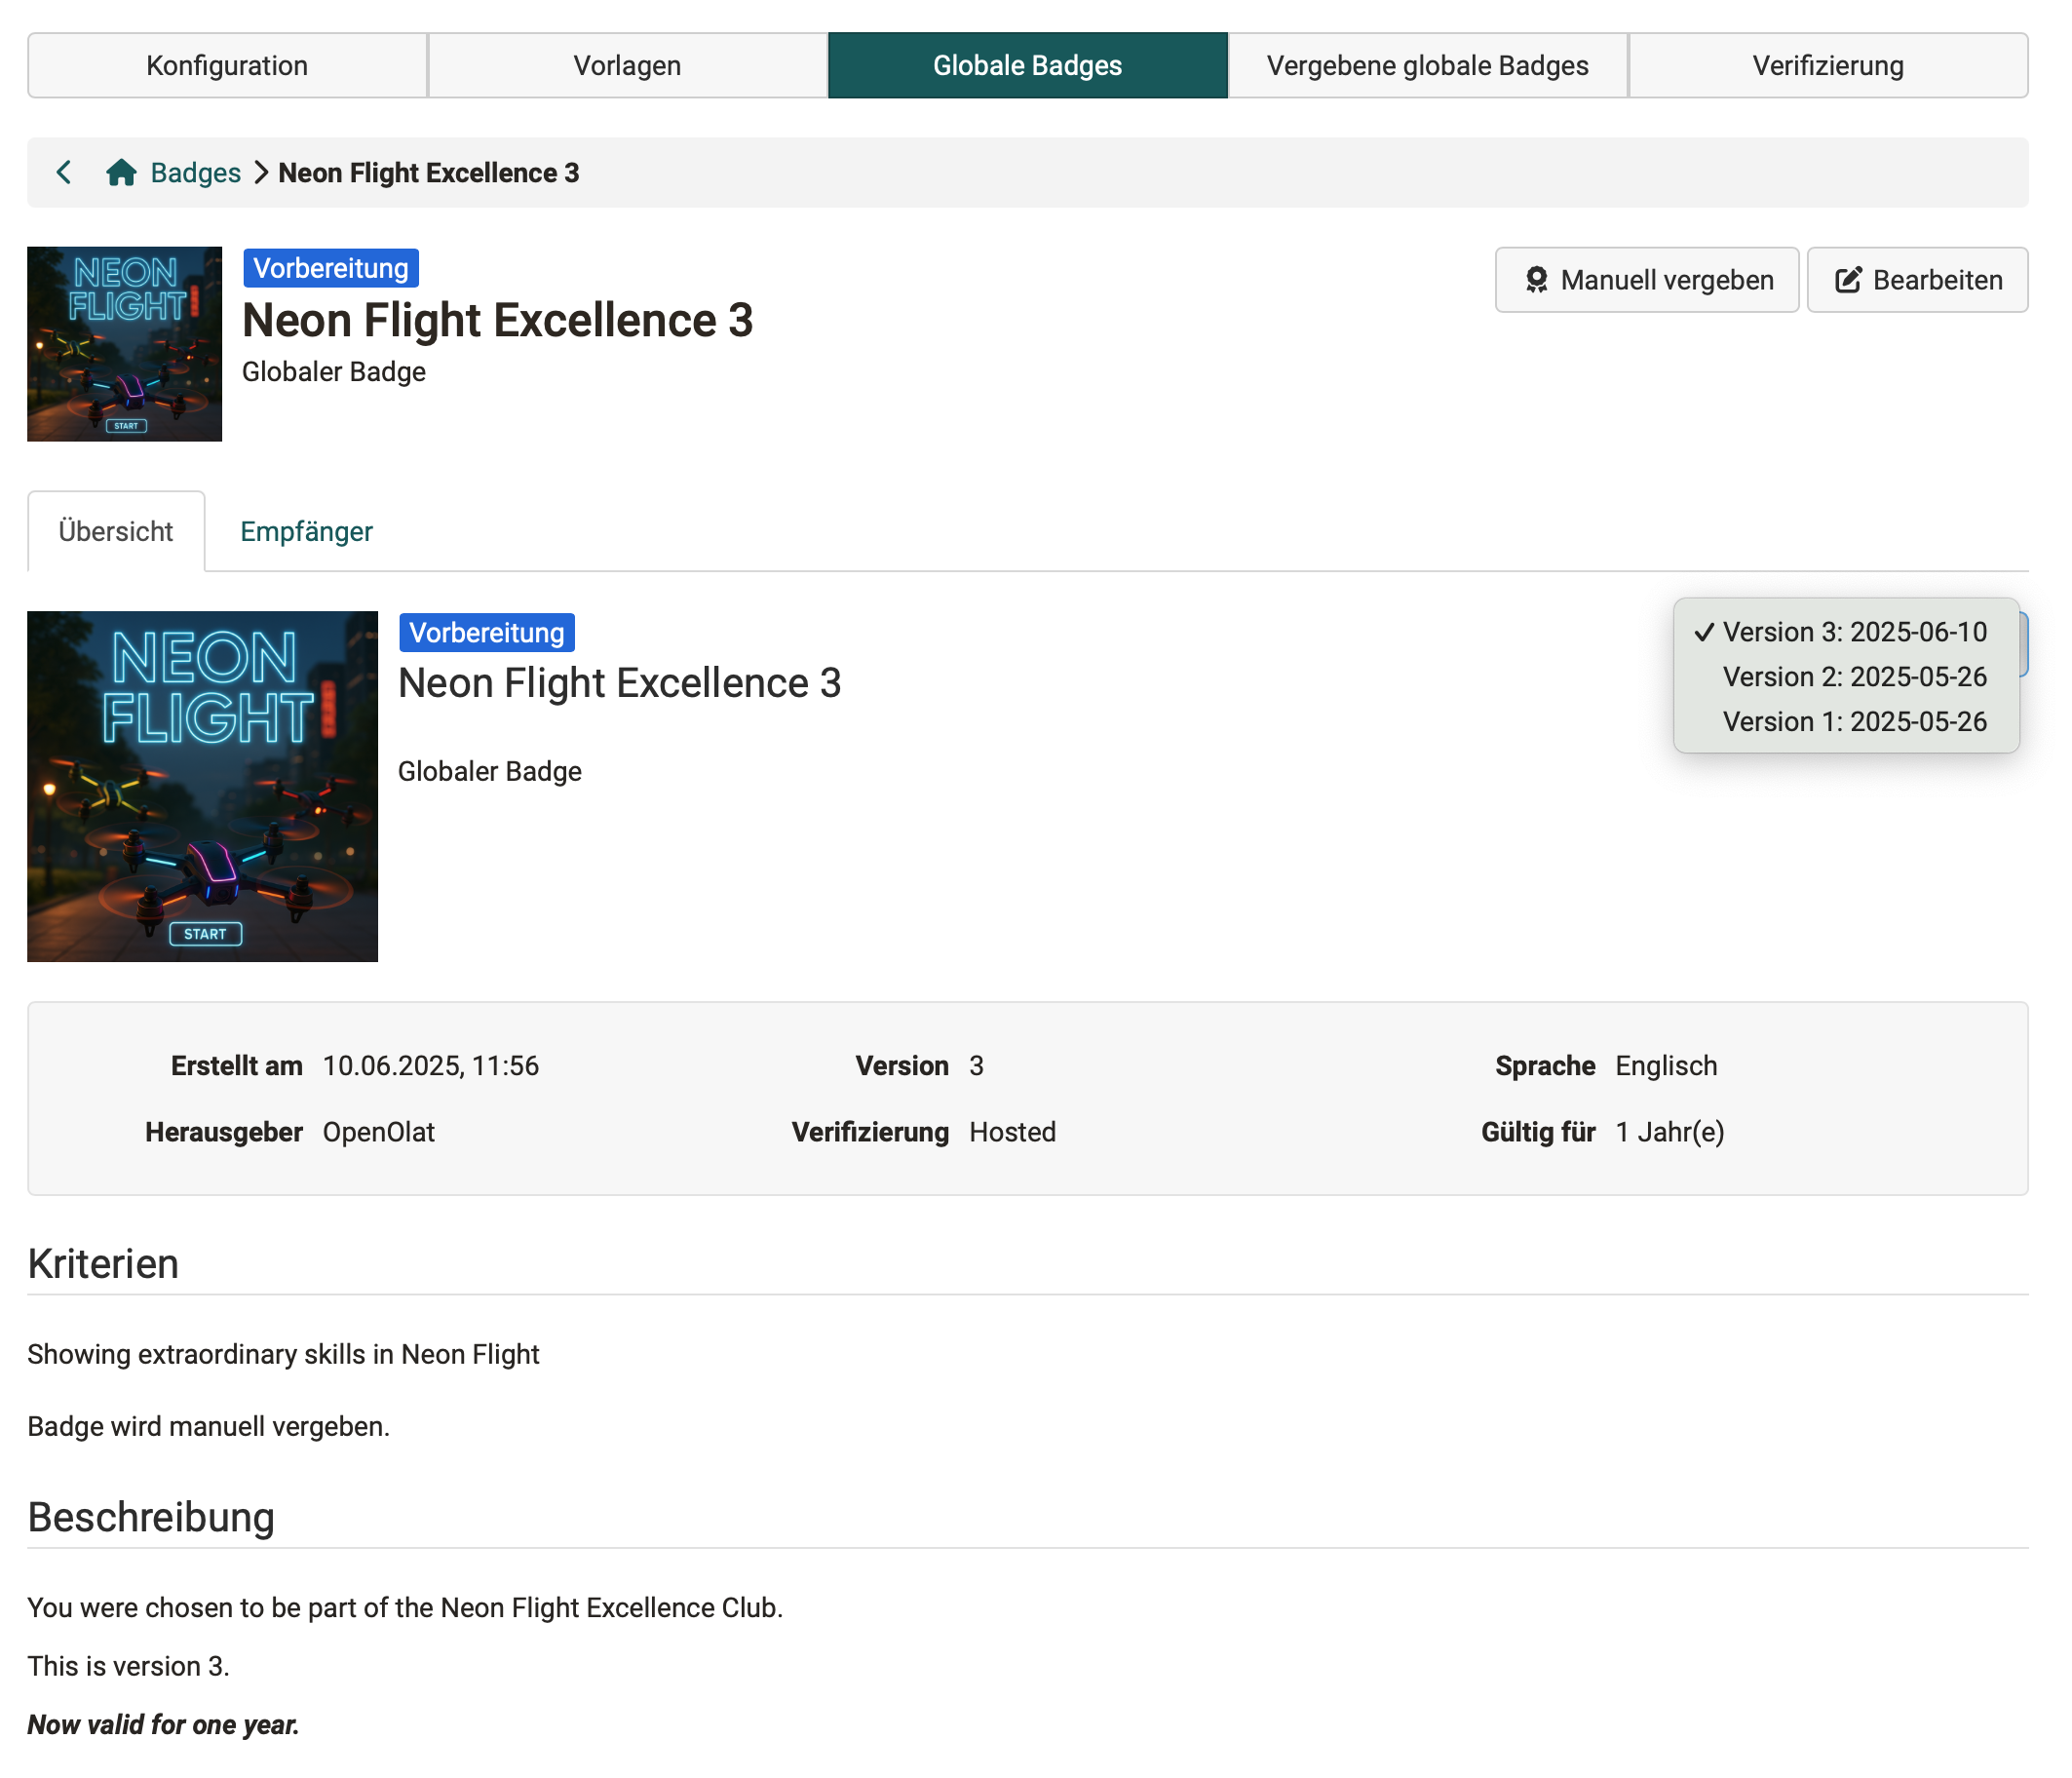 Konfiguration
Vorlagen
Globale Badges
Vergebene globale Badges
Verifizierung
Badges
Neon Flight Excellence 3
NEON
FLIGHT
START
Vorbereitung
Neon Flight Excellence 3
Globaler Badge
Manuell vergeben
Bearbeiten
Übersicht
Empfänger
NEON
FLIGHT
START
Vorbereitung
Neon Flight Excellence 3
Globaler Badge
Version 3: 2025-06-10
Version 2: 2025-05-26
Version 1: 2025-05-26
Erstellt am 10.06.2025, 11:56
Version 3
Sprache Englisch
Herausgeber OpenOlat
Verifizierung Hosted
Gültig für 1 Jahr(e)
Kriterien
Showing extraordinary skills in Neon Flight
Badge wird manuell vergeben.
Beschreibung
You were chosen to be part of the Neon Flight Excellence Club.
This is version 3.
Now valid for one year.